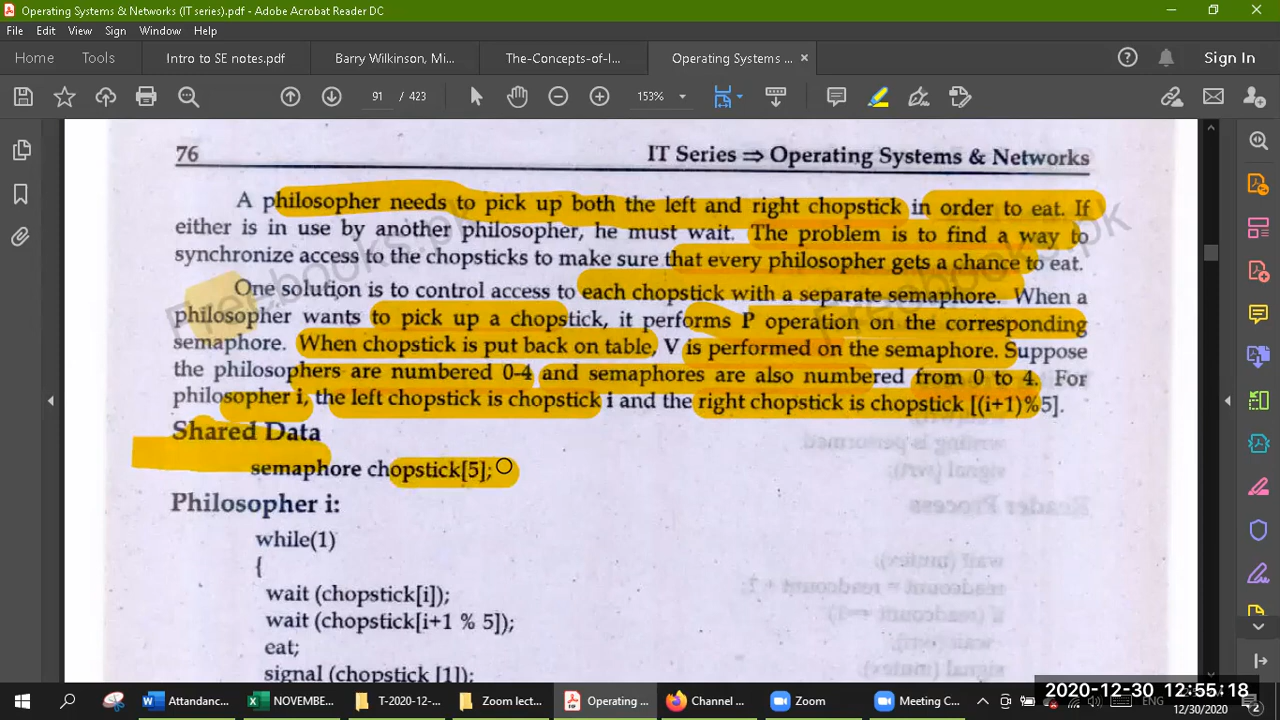 Operating Systems & Networks (IT series).pdf - Adobe Acrobat Reader DC
File Edit View Sign Window Help
Home Tools Intro to SE notes.pdf Barry Wilkinson, Mi... The-Concepts-of-I... Operating Systems ... × Sign In
91 / 423 153%
76 IT Series ⇒ Operating Systems & Networks
A philosopher needs to pick up both the left and right chopstick in order to eat. If
either is in use by another philosopher, he must wait. The problem is to find a way to
synchronize access to the chopsticks to make sure that every philosopher gets a chance to eat.
One solution is to control access to each chopstick with a separate semaphore. When a
philosopher wants to pick up a chopstick, it performs P operation on the corresponding
semaphore. When chopstick is put back on table, V is performed on the semaphore. Suppose
the philosophers are numbered 0-4 and semaphores are also numbered from 0 to 4. For
philosopher i, the left chopstick is chopstick i and the right chopstick is chopstick [(i+1)%5].
Shared Data
semaphore chopstick[5];
Philosopher i:
while(1)
{
wait (chopstick[i]);
wait (chopstick[i+1 % 5]);
eat;
signal (chopstick [1]);
Attandanc... NOVEMBE... T-2020-12-... Zoom lect... Operating ... Channel ... Zoom Meeting C... ENG
2020-12-30 12:55:18
12/30/2020